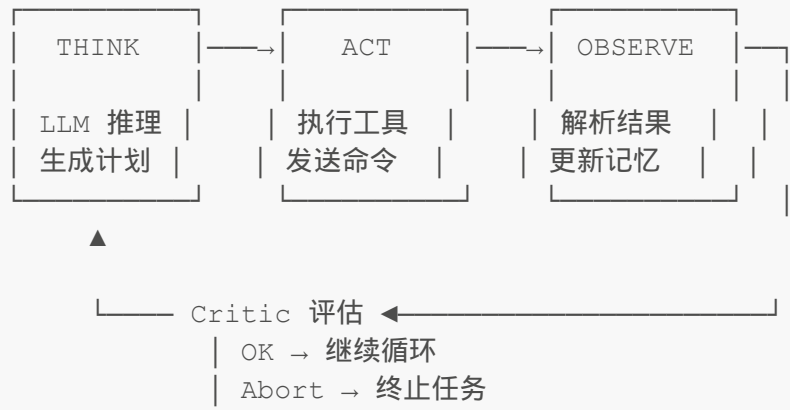 THINK ACT OBSERVE
LLM 推理 执行工具 解析结果
生成计划 发送命令 更新记忆
Critic 评估
OK → 继续循环
Abort → 终止任务